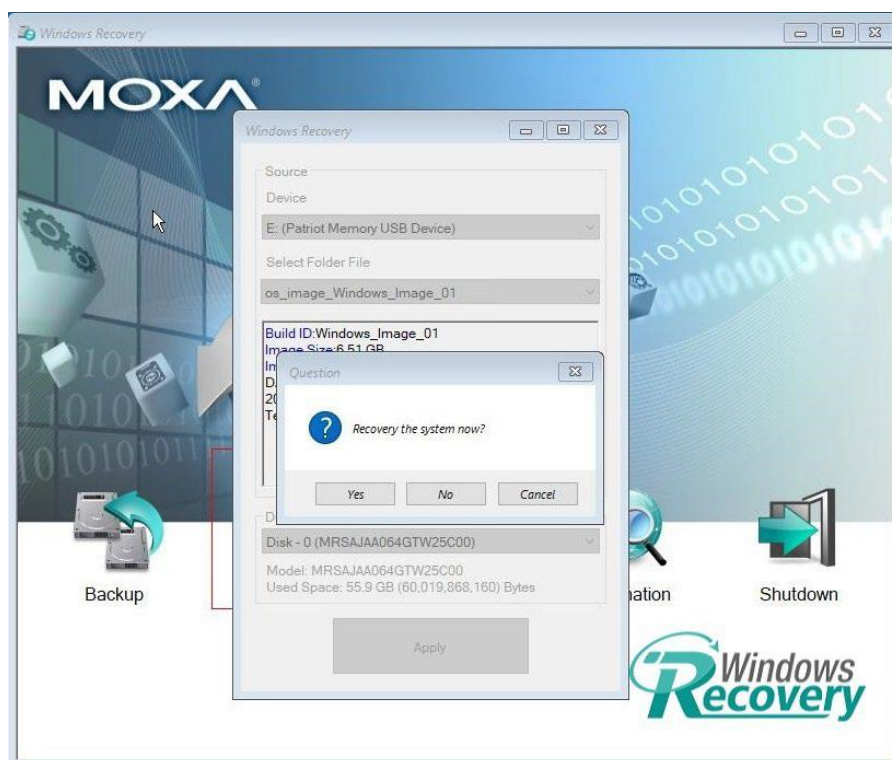 Windows Recovery
MOXA®
Windows Recovery
Source
Device
E: (Patriot Memory USB Device)
Select Folder File
os_image_Windows_Image_01
Build ID:Windows_Image_01
Image Size:6.51 GB
Question
Recovery the system now?
Yes No Cancel
Disk - 0 (MRSAJAA064GTW25C00)
Model: MRSAJAA064GTW25C00
Used Space: 55.9 GB (60,019,868,160) Bytes
Backup
Shutdown
Apply
Windows
Recovery